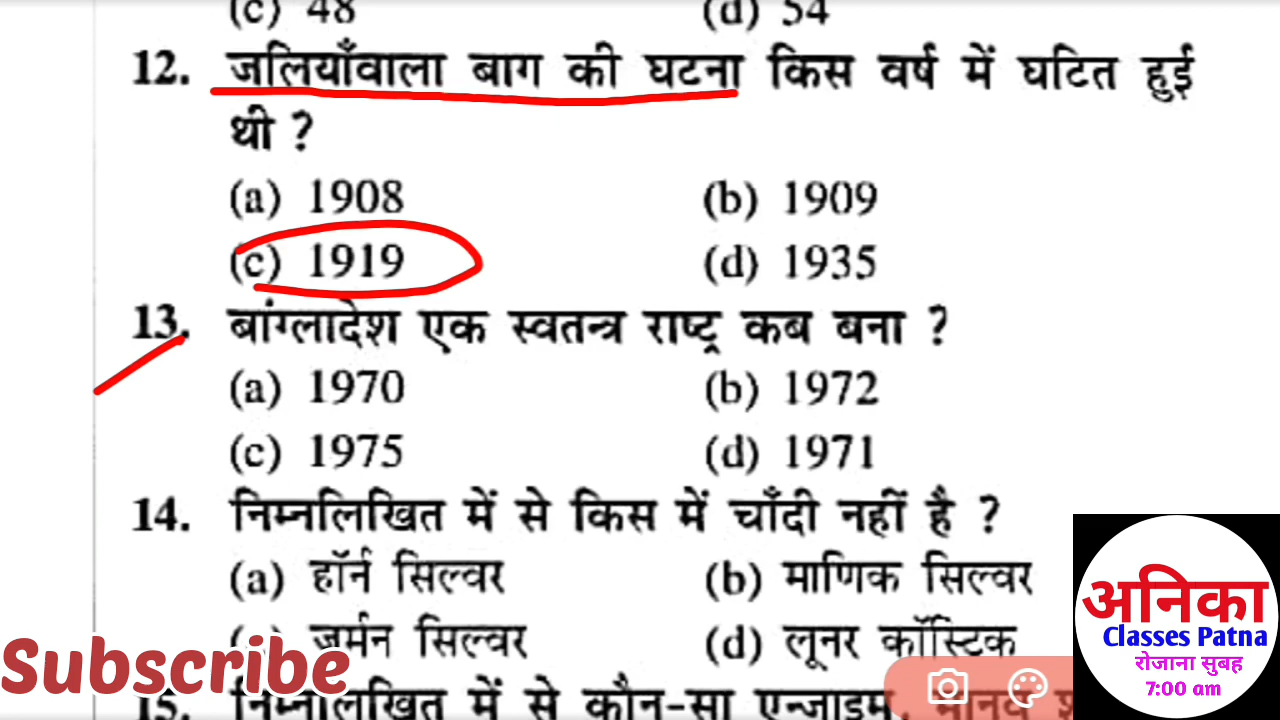 (c) 48 (d) 54
12. जलियाँवाला बाग की घटना किस वर्ष में घटित हुई
थी ?
(a) 1908 (b) 1909
(c) 1919 (d) 1935
13. बांग्लादेश एक स्वतन्त्र राष्ट्र कब बना ?
(a) 1970 (b) 1972
(c) 1975 (d) 1971
14. निम्नलिखित में से किस में चाँदी नहीं है ?
(a) हॉर्न सिल्वर (b) माणिक सिल्वर
जर्मन सिल्वर (d) लूनर कॉस्टिक
15. निम्नलिखित में से कौन-सा एन्जाइम, मानव
Subscribe
अनिका
Classes Patna
रोजाना सुबह
7:00 am